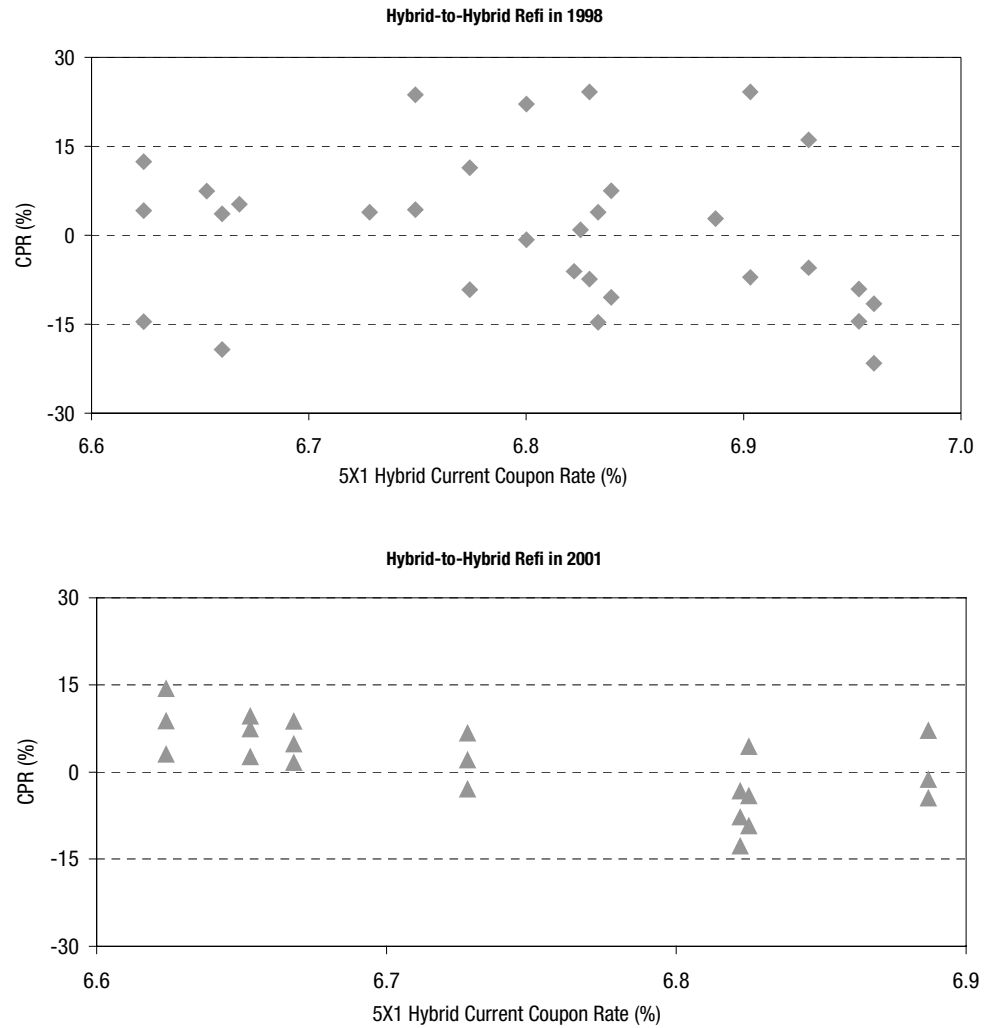 Hybrid-to-Hybrid Refi in 1998
30
15
0
-15
-30
CPR (%)
6.6 6.7 6.8 6.9 7.0
5X1 Hybrid Current Coupon Rate (%)
Hybrid-to-Hybrid Refi in 2001
30
15
0
-15
-30
CPR (%)
6.6 6.7 6.8 6.9
5X1 Hybrid Current Coupon Rate (%)